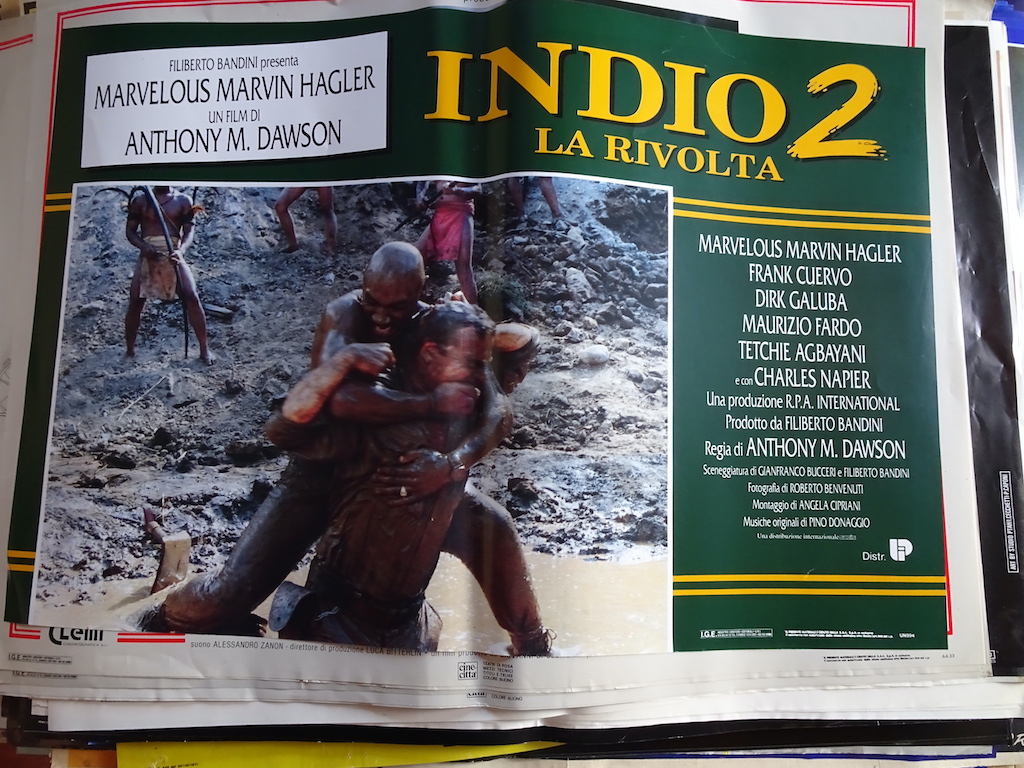 FILIBERTO BANDINI presenta
MARVELOUS MARVIN HAGLER
UN FILM DI
ANTHONY M. DAWSON
INDIO 2
LA RIVOLTA
MARVELOUS MARVIN HAGLER
FRANK CUERVO
DIRK GALUBA
MAURIZIO FARDO
TETCHIE AGBAYANI
e con CHARLES NAPIER
Una produzione R.P.A. INTERNATIONAL
Prodotto da FILIBERTO BANDINI
Regia di ANTHONY M. DAWSON
Sceneggiatura di GIANFRANCO BUCCERI e FILIBERTO BANDINI
Fotografia di ROBERTO BENVENUTI
Montaggio di ANGELA CIPRIANI
Musiche originali di PINO DONAGGIO
Una distribuzione internazionale
Distr.
I.G.E.
suono ALESSANDRO ZANON - direttore di produzione LUCA BITTERLIN
I.G.E.
cine
città